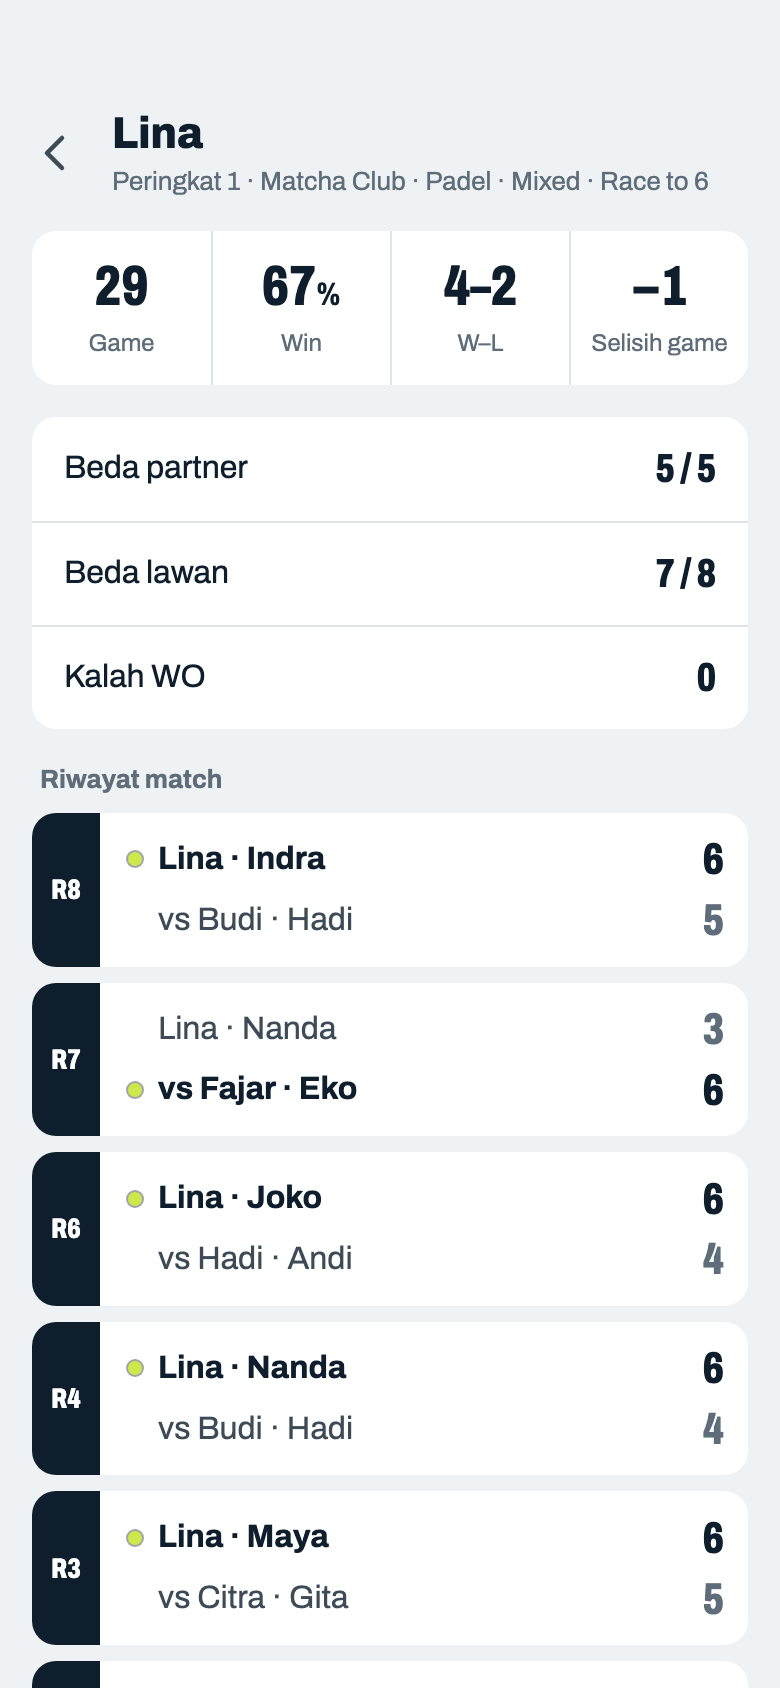 Lina
Peringkat 1 · Matcha Club · Padel · Mixed · Race to 6
29
Game
67%
Win
4–2
W–L
–1
Selisih game
Beda partner 5/5
Beda lawan 7/8
Kalah WO 0
Riwayat match
R8
Lina · Indra 6
vs Budi · Hadi 5
R7
Lina · Nanda 3
vs Fajar · Eko 6
R6
Lina · Joko 6
vs Hadi · Andi 4
R4
Lina · Nanda 6
vs Budi · Hadi 4
R3
Lina · Maya 6
vs Citra · Gita 5